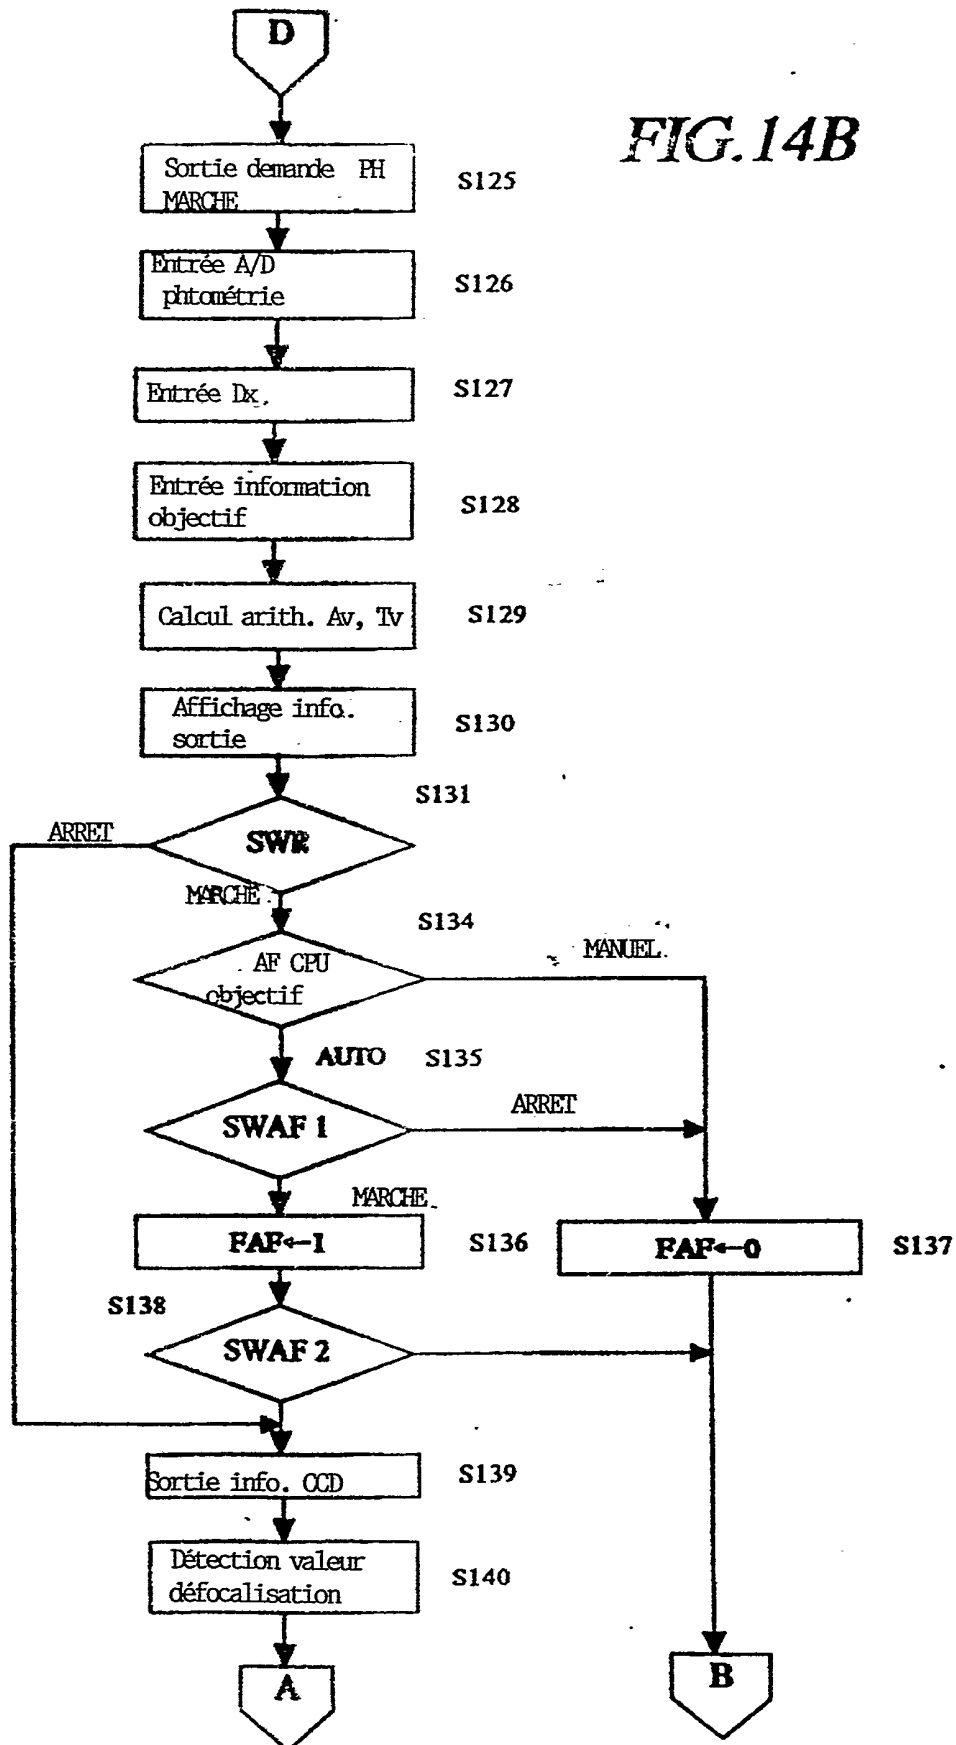 D
FIG.14B
Sortie demande PH
MARCHE
S125
Entrée A/D
phtométrie
S126
Entrée Dx.
S127
Entrée information
objectif
S128
Calcul arith. Av, Tv
S129
Affichage info.
sortie
S130
S131
ARRET
SWR
MARCHE
S134
MANUEL
AF CPU
objectif
AUTO
S135
ARRET
SWAF 1
MARCHE
FAF←1
S136
FAF←0
S137
S138
SWAF 2
Sortie info. CCD
S139
Détection valeur
défocalisation
S140
A
B